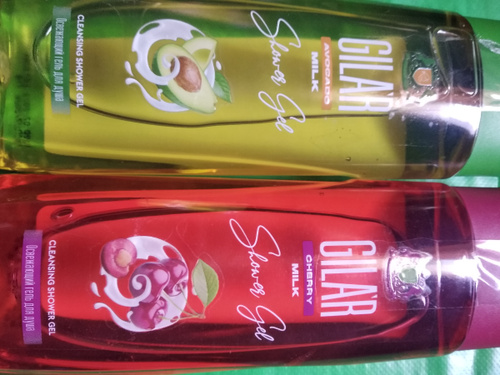 GILAR
AVOCADO
MILK
Shower Gel
CLEANSING SHOWER GEL
Освежающий гель для душа
GILAR
CHERRY
MILK
Shower Gel
CLEANSING SHOWER GEL
Освежающий гель для душа